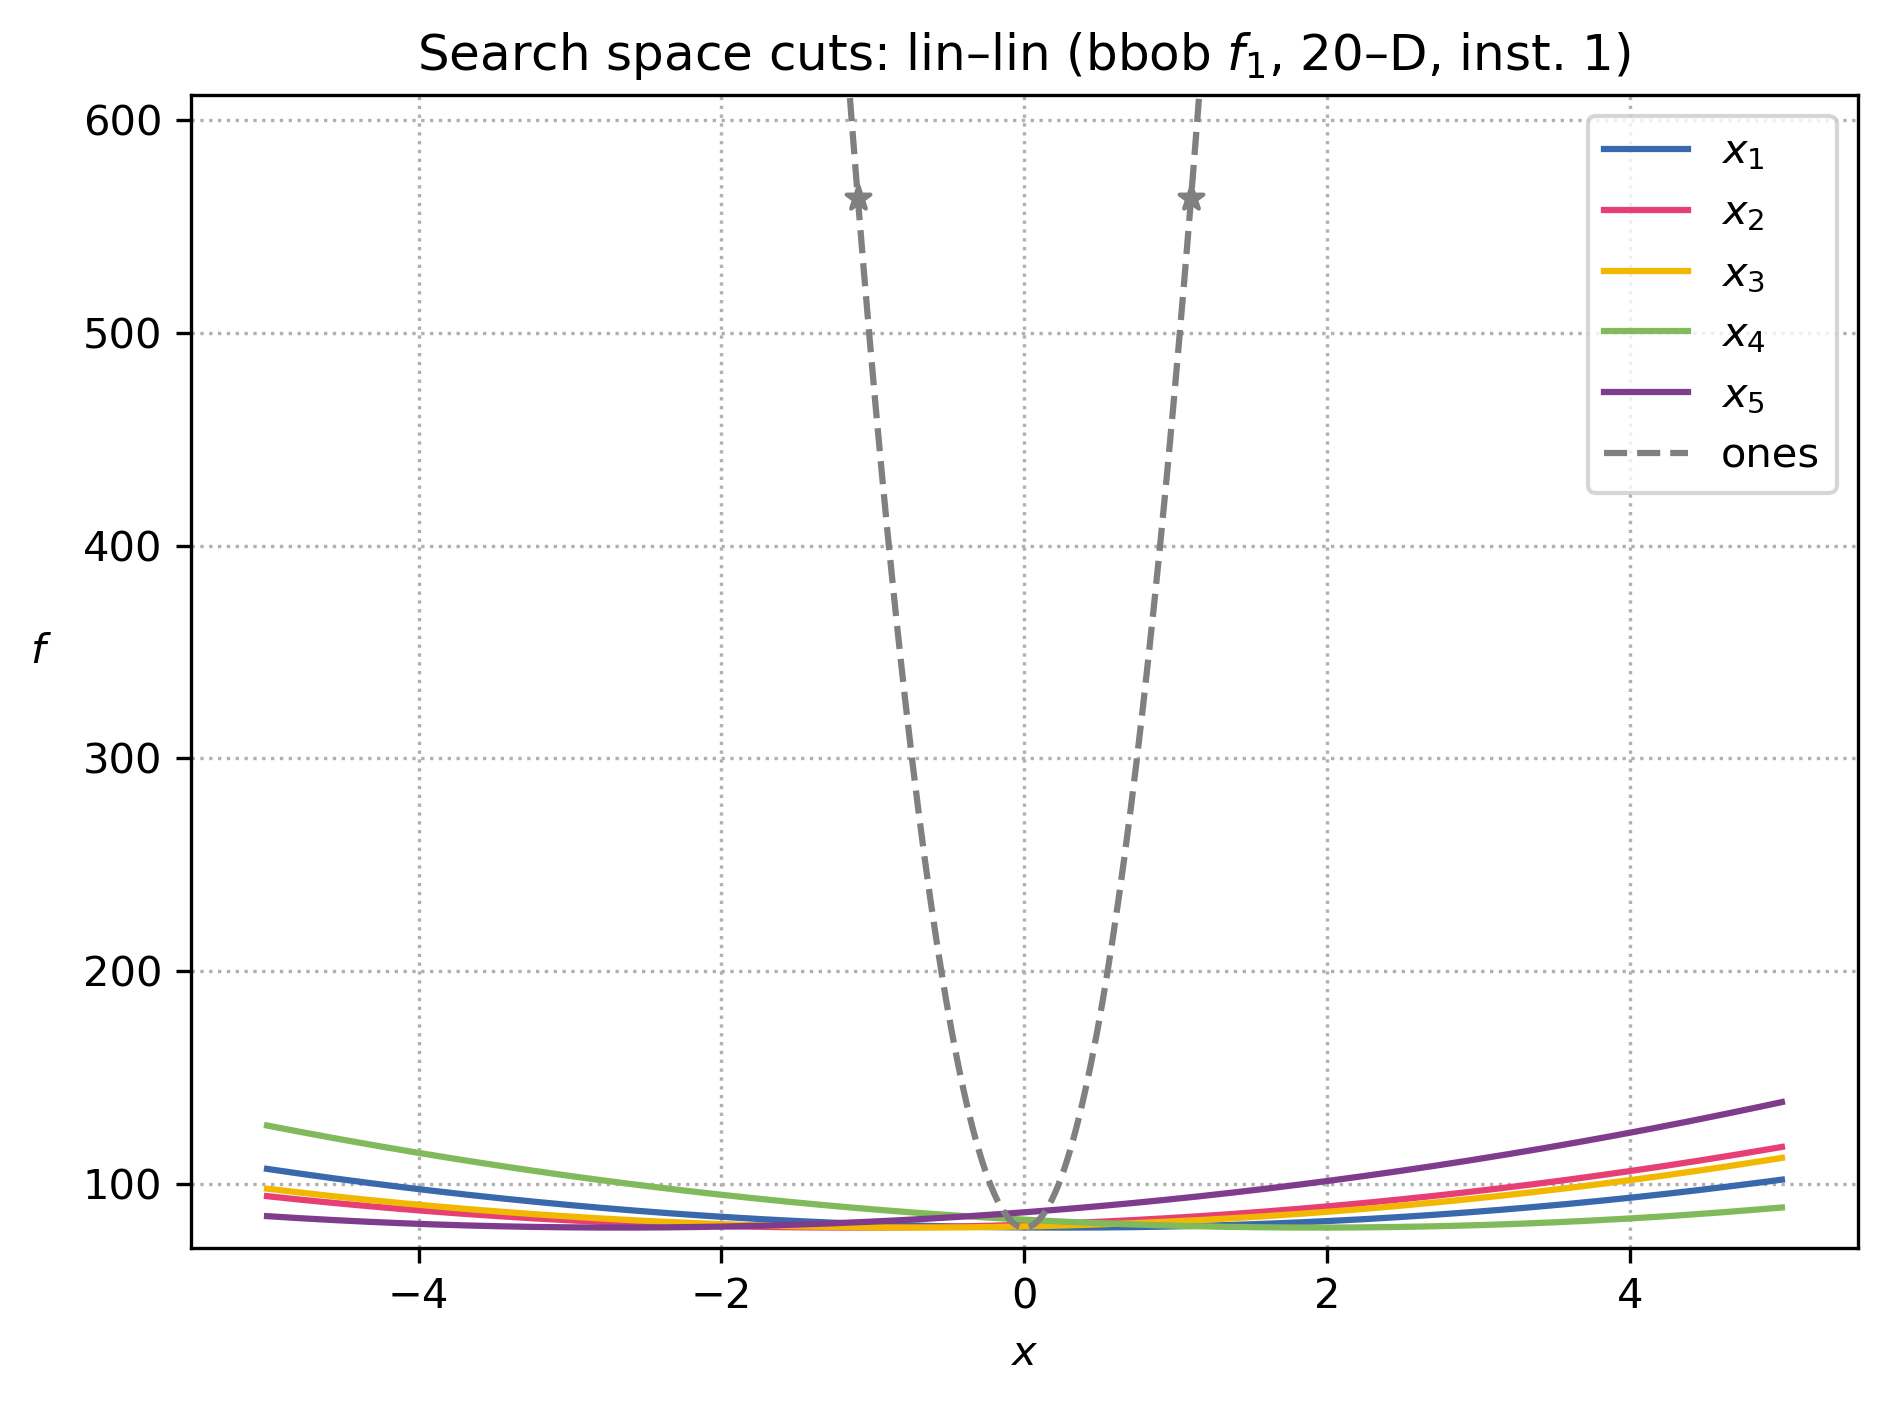 Search space cuts: lin–lin (bbob f₁, 20–D, inst. 1)
600
500
400
300
200
100
f
−4
−2
0
2
4
x
x₁
x₂
x₃
x₄
x₅
ones